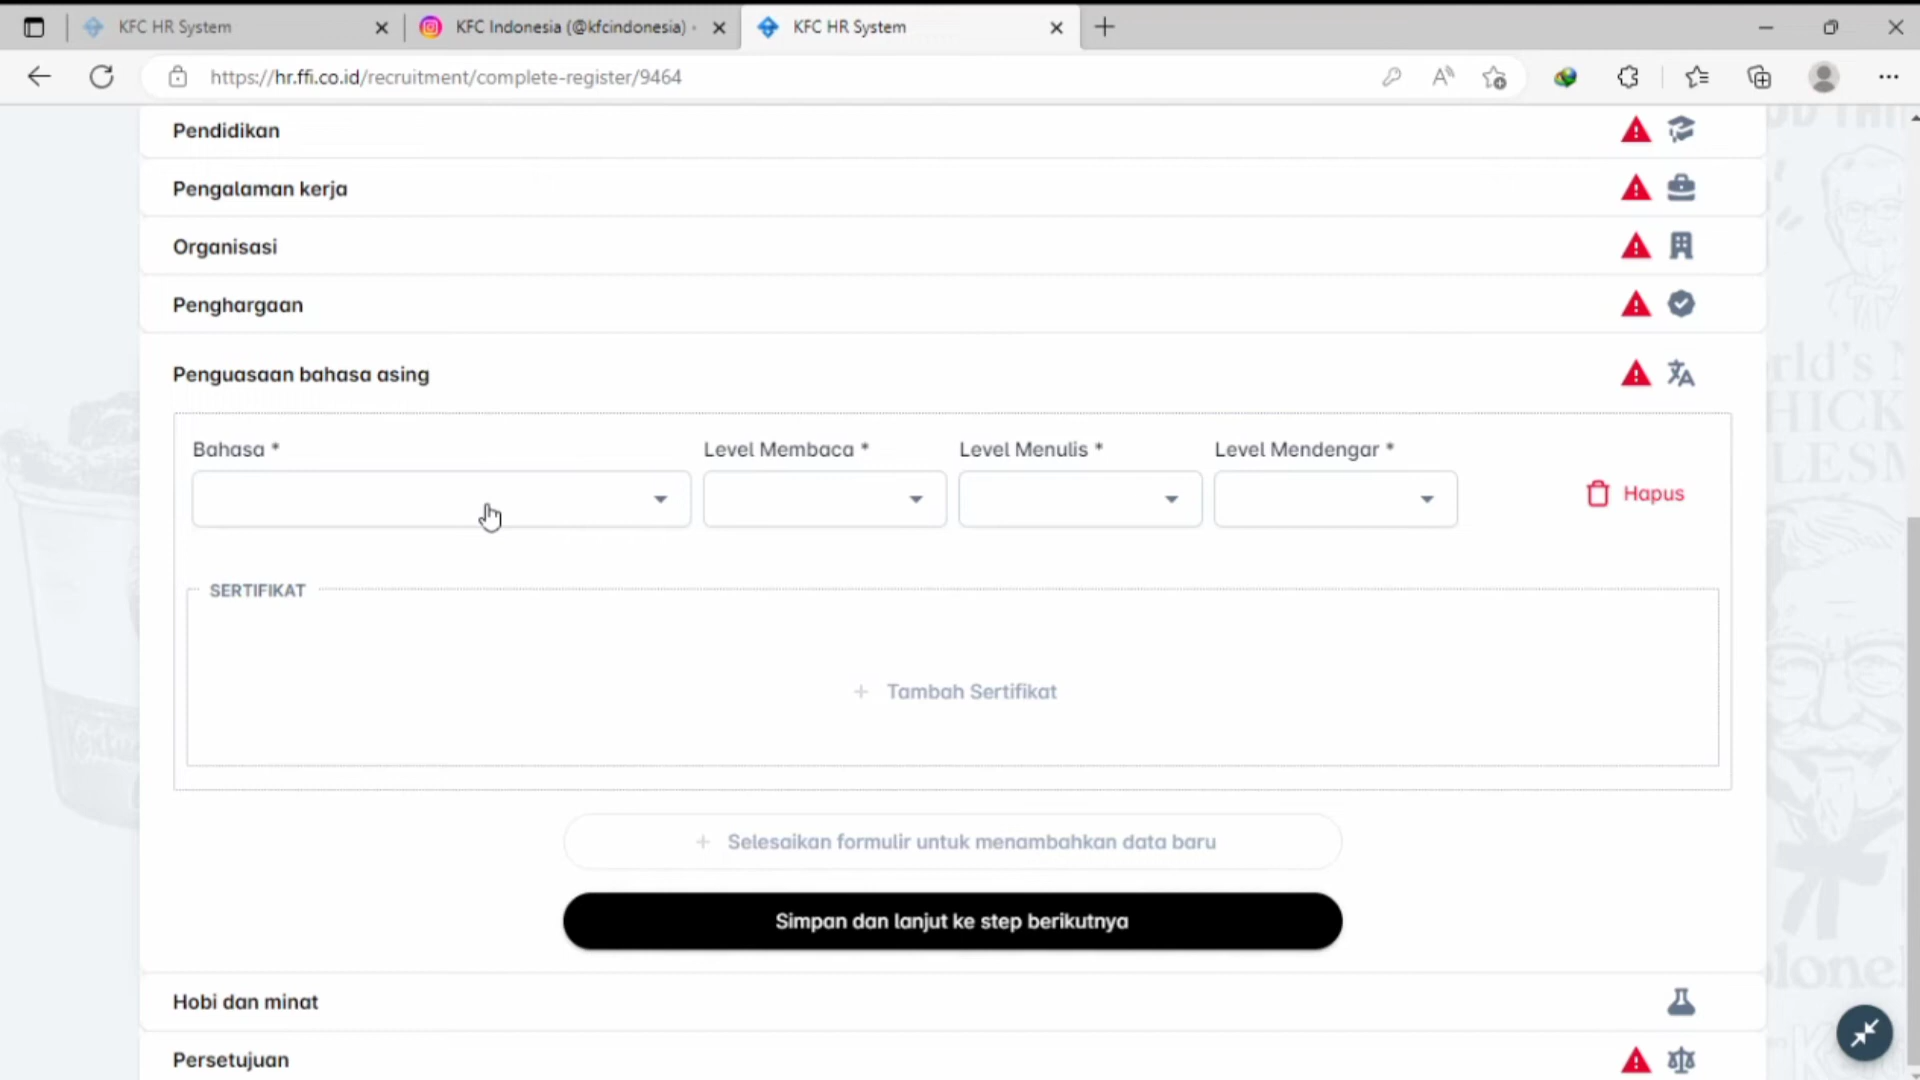 KFC HR System
KFC Indonesia (@kfcindonesia) ·
KFC HR System
https://hr.ffi.co.id/recruitment/complete-register/9464
Pendidikan
Pengalaman kerja
Organisasi
Penghargaan
Penguasaan bahasa asing
Bahasa *
Level Membaca *
Level Menulis *
Level Mendengar *
Hapus
SERTIFIKAT
+ Tambah Sertifikat
+ Selesaikan formulir untuk menambahkan data baru
Simpan dan lanjut ke step berikutnya
Hobi dan minat
Persetujuan